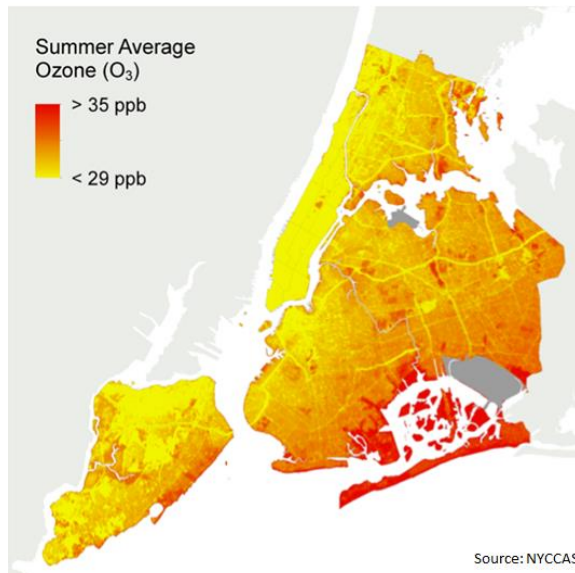 Summer Average
Ozone (O₃)
> 35 ppb
< 29 ppb
Source: NYCCAS